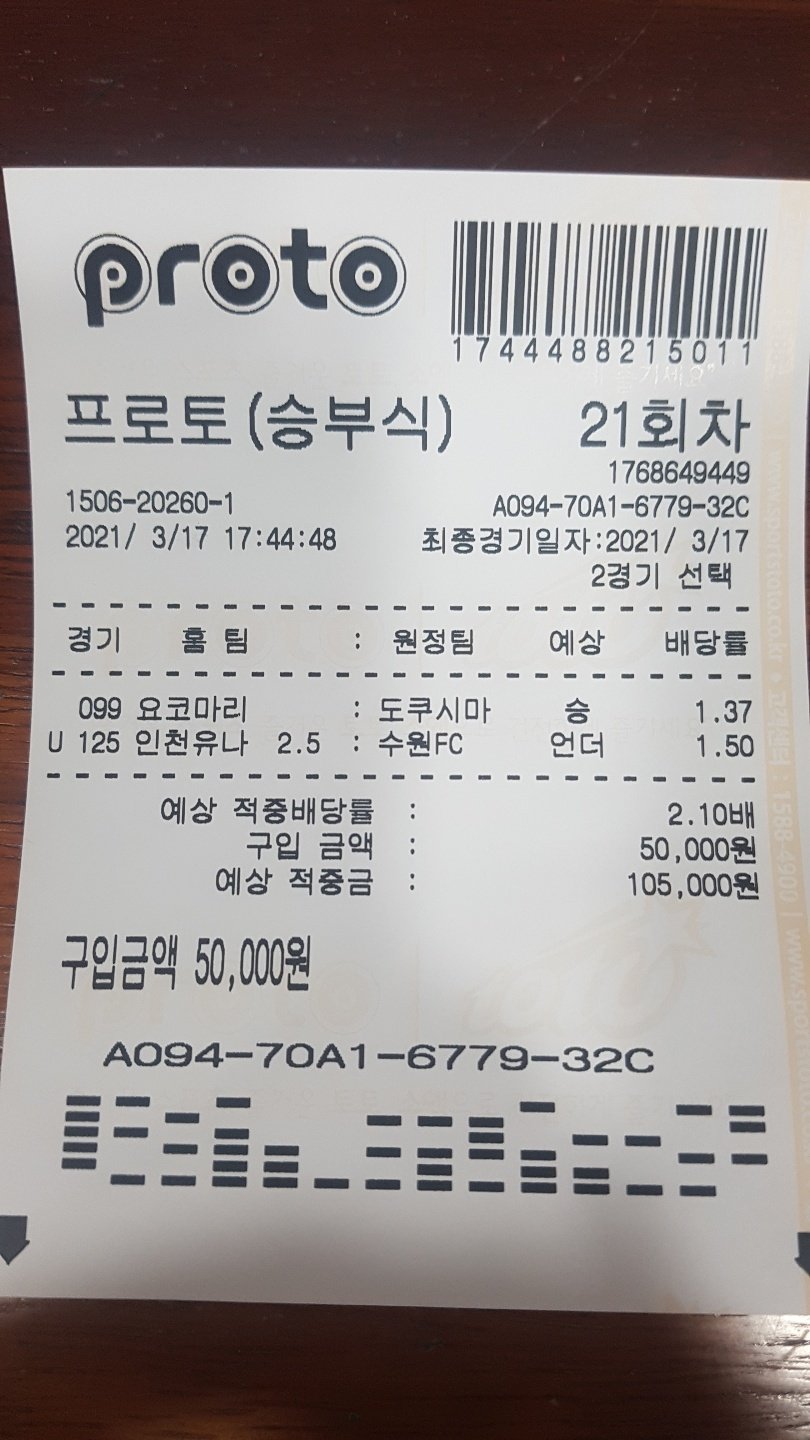 proto
1744488215011
프로토(승부식) 21회차
1768649449
1506-20260-1 A094-70A1-6779-32C
2021/ 3/17 17:44:48 최종경기일자:2021/ 3/17
2경기 선택
경기 홈 팀 : 원정팀 예상 배당률
099 요코마리 : 도쿠시마 승 1.37
U 125 인천유나 2.5 : 수원FC 언더 1.50
예상 적중배당률 : 2.10배
구입 금액 : 50,000원
예상 적중금 : 105,000원
구입금액 50,000원
A094-70A1-6779-32C